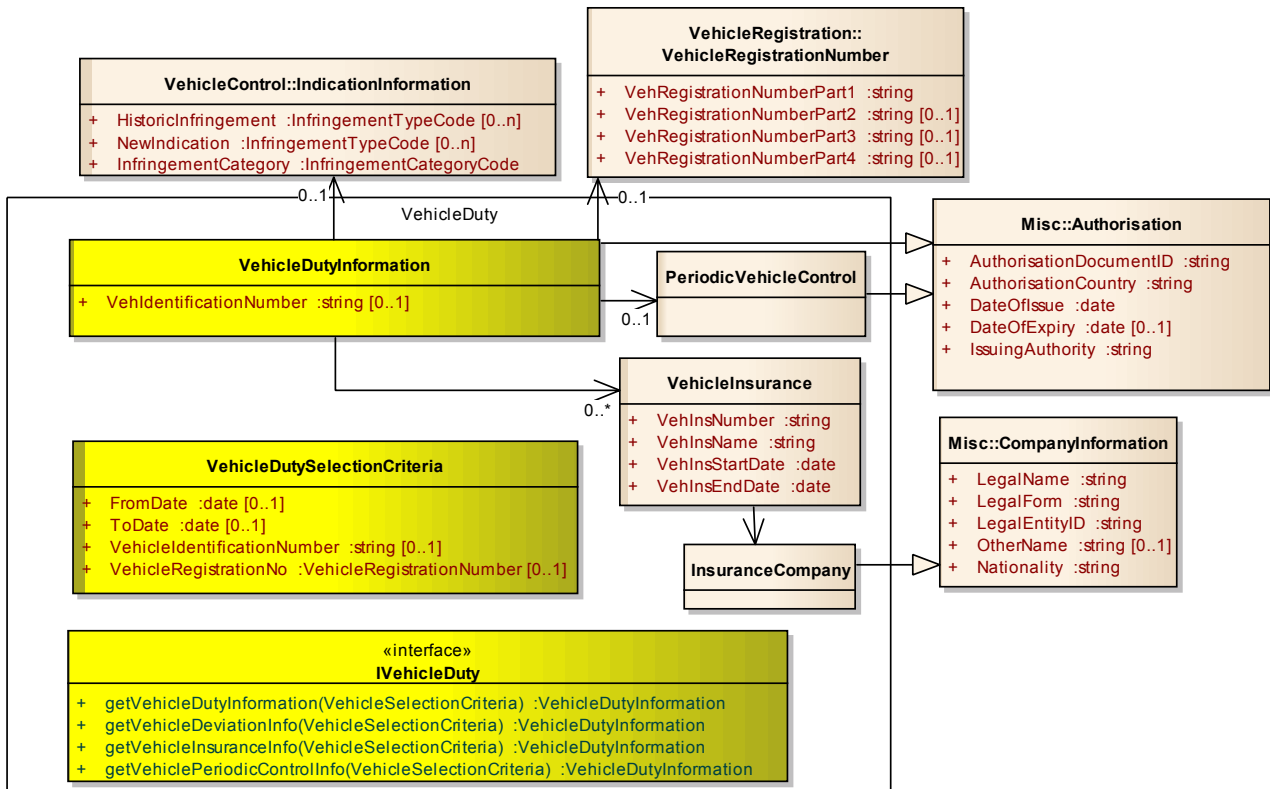 VehicleRegistration::
VehicleRegistrationNumber
+ VehRegistrationNumberPart1 :string
+ VehRegistrationNumberPart2 :string [0..1]
+ VehRegistrationNumberPart3 :string [0..1]
+ VehRegistrationNumberPart4 :string [0..1]
VehicleControl::IndicationInformation
+ HistoricInfringement :InfringementTypeCode [0..n]
+ NewIndication :InfringementTypeCode [0..n]
+ InfringementCategory :InfringementCategoryCode
0..1
0..1
VehicleDuty
VehicleDutyInformation
+ VehIdentificationNumber :string [0..1]
PeriodicVehicleControl
0..1
Misc::Authorisation
+ AuthorisationDocumentID :string
+ AuthorisationCountry :string
+ DateOfIssue :date
+ DateOfExpiry :date [0..1]
+ IssuingAuthority :string
VehicleInsurance
+ VehInsNumber :string
+ VehInsName :string
+ VehInsStartDate :date
+ VehInsEndDate :date
0..*
Misc::CompanyInformation
+ LegalName :string
+ LegalForm :string
+ LegalEntityID :string
+ OtherName :string [0..1]
+ Nationality :string
VehicleDutySelectionCriteria
+ FromDate :date [0..1]
+ ToDate :date [0..1]
+ VehicleIdentificationNumber :string [0..1]
+ VehicleRegistrationNo :VehicleRegistrationNumber [0..1]
InsuranceCompany
«interface»
IVehicleDuty
+ getVehicleDutyInformation(VehicleSelectionCriteria) :VehicleDutyInformation
+ getVehicleDeviationInfo(VehicleSelectionCriteria) :VehicleDutyInformation
+ getVehicleInsuranceInfo(VehicleSelectionCriteria) :VehicleDutyInformation
+ getVehiclePeriodicControlInfo(VehicleSelectionCriteria) :VehicleDutyInformation